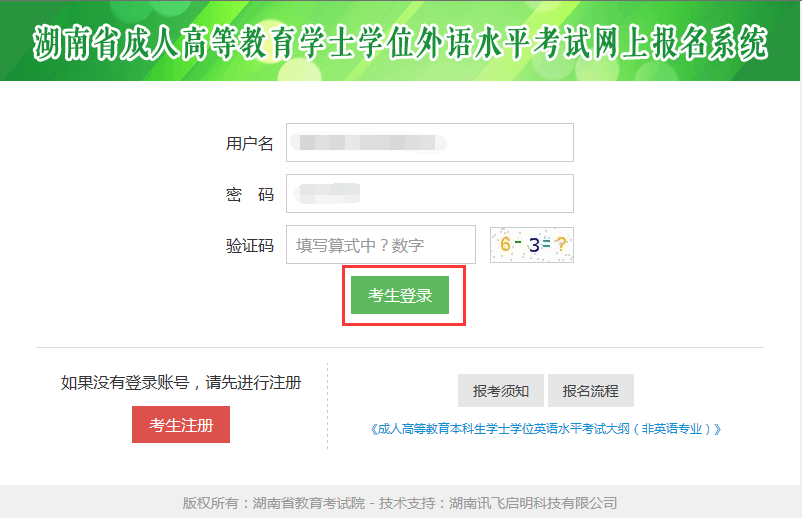 湖南省成人高等教育学士学位外语水平考试网上报名系统
用户名
密 码
验证码 填写算式中？数字 6-3=?
考生登录
如果没有登录账号，请先进行注册
考生注册
报考须知 报名流程
《成人高等教育本科生学士学位英语水平考试大纲（非英语专业）》
版权所有：湖南省教育考试院 - 技术支持：湖南讯飞启明科技有限公司